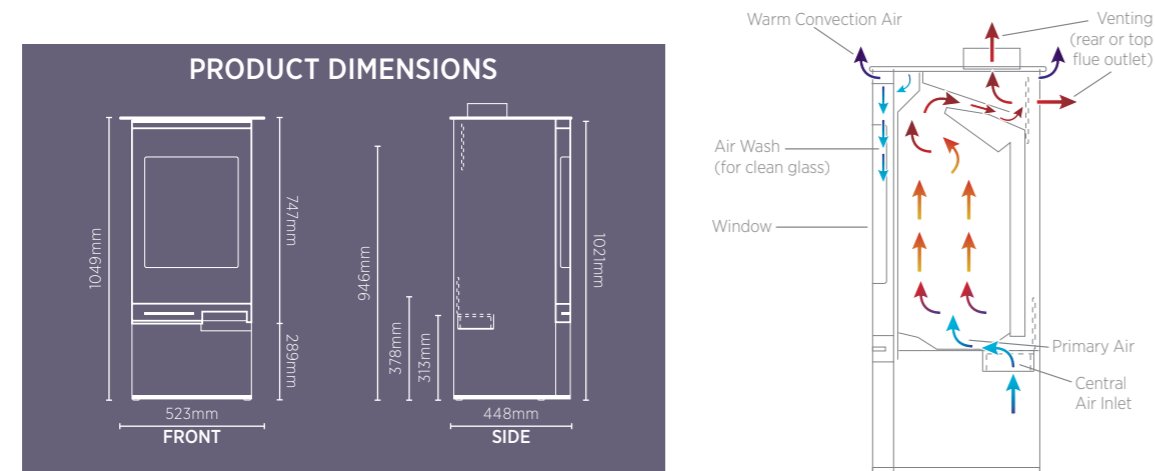 PRODUCT DIMENSIONS
1049mm
747mm
289mm
523mm
FRONT
946mm
378mm
313mm
1021mm
448mm
SIDE
Warm Convection Air
Venting
(rear or top
flue outlet)
Air Wash
(for clean glass)
Window
Primary Air
Central
Air Inlet